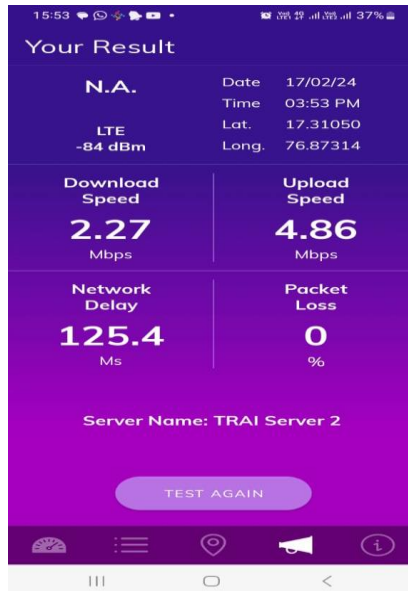 15:53 37%
Your Result
N.A. Date 17/02/24
Time 03:53 PM
LTE Lat. 17.31050
-84 dBm Long. 76.87314
Download Upload
Speed Speed
2.27 4.86
Mbps Mbps
Network Packet
Delay Loss
125.4 0
Ms %
Server Name: TRAI Server 2
TEST AGAIN